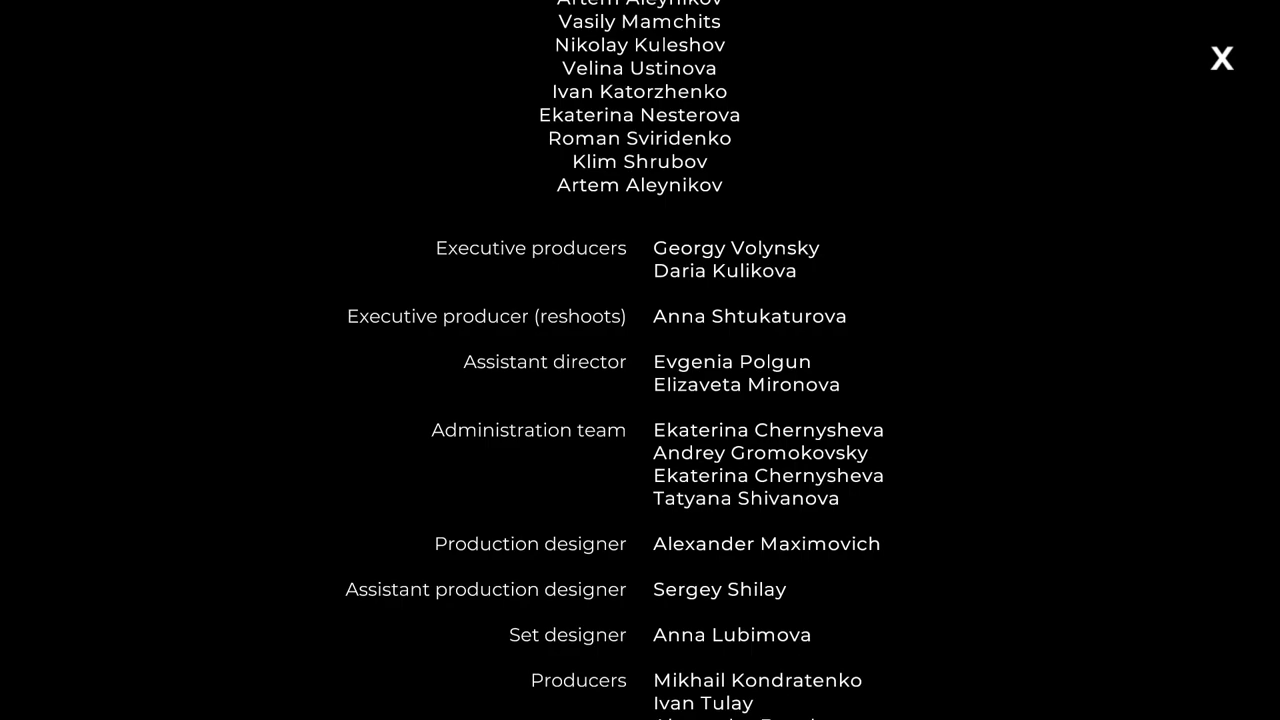 Artem Aleynikov
Vasily Mamchits
X
Nikolay Kuleshov
Velina Ustinova
Ivan Katorzhenko
Ekaterina Nesterova
Roman Sviridenko
Klim Shrubov
Artem Aleynikov
Executive producers Georgy Volynsky
Daria Kulikova
Executive producer (reshoots) Anna Shtukaturova
Assistant director Evgenia Polgun
Elizaveta Mironova
Administration team Ekaterina Chernysheva
Andrey Gromokovsky
Ekaterina Chernysheva
Tatyana Shivanova
Production designer Alexander Maximovich
Assistant production designer Sergey Shilay
Set designer Anna Lubimova
Producers Mikhail Kondratenko
Ivan Tulay